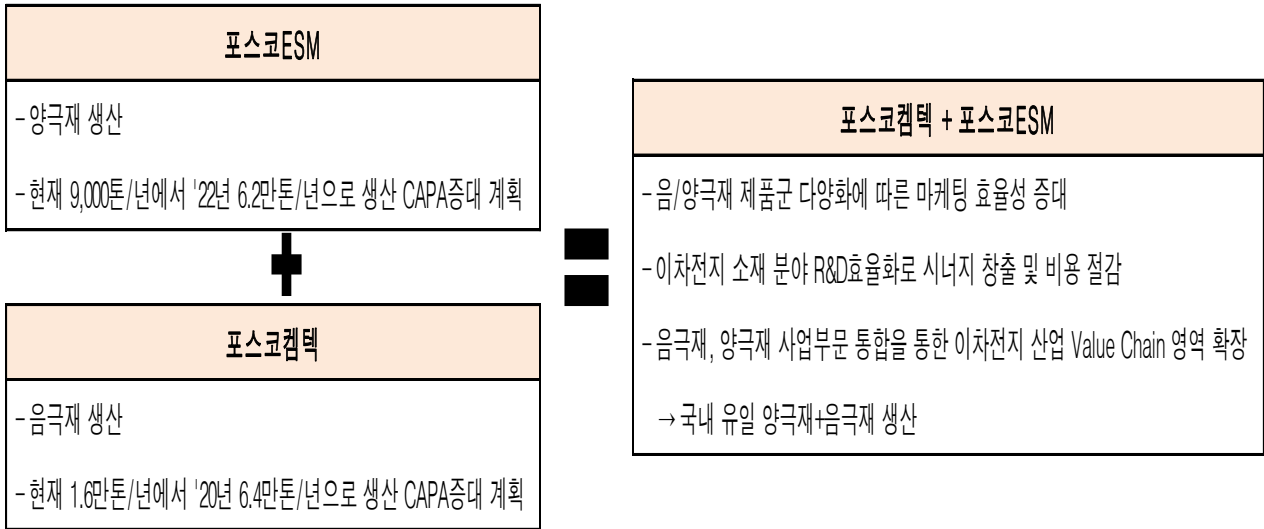 포스코ESM
- 양극재 생산
- 현재 9,000톤/년에서 '22년 6.2만톤/년으로 생산 CAPA증대 계획
포스코켐텍
- 음극재 생산
- 현재 1.6만톤/년에서 '20년 6.4만톤/년으로 생산 CAPA증대 계획
포스코켐텍 + 포스코ESM
- 음/양극재 제품군 다양화에 따른 마케팅 효율성 증대
- 이차전지 소재 분야 R&D효율화로 시너지 창출 및 비용 절감
- 음극재, 양극재 사업부문 통합을 통한 이차전지 산업 Value Chain 영역 확장
→ 국내 유일 양극재+음극재 생산